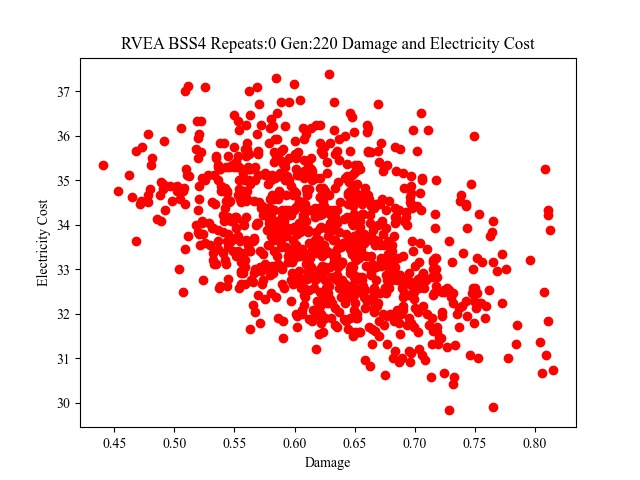 RVEA BSS4 Repeats:0 Gen:220 Damage and Electricity Cost
37
36
35
34
33
32
31
30
Electricity Cost
0.45 0.50 0.55 0.60 0.65 0.70 0.75 0.80
Damage